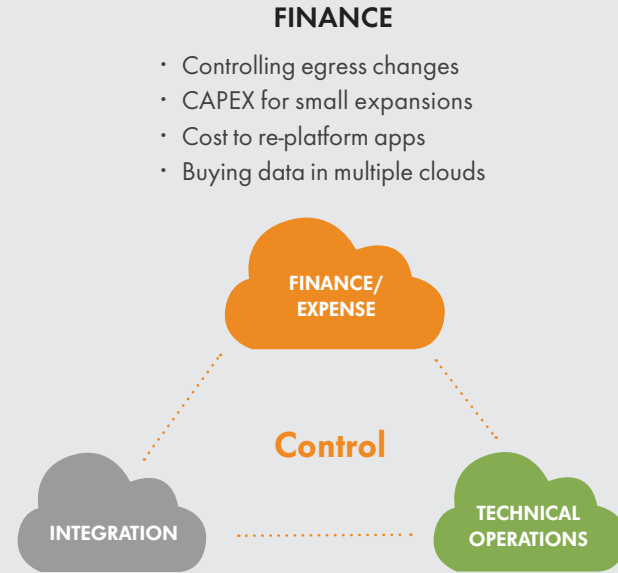 FINANCE
· Controlling egress changes
· CAPEX for small expansions
· Cost to re-platform apps
· Buying data in multiple clouds
FINANCE/
EXPENSE
Control
INTEGRATION
TECHNICAL
OPERATIONS